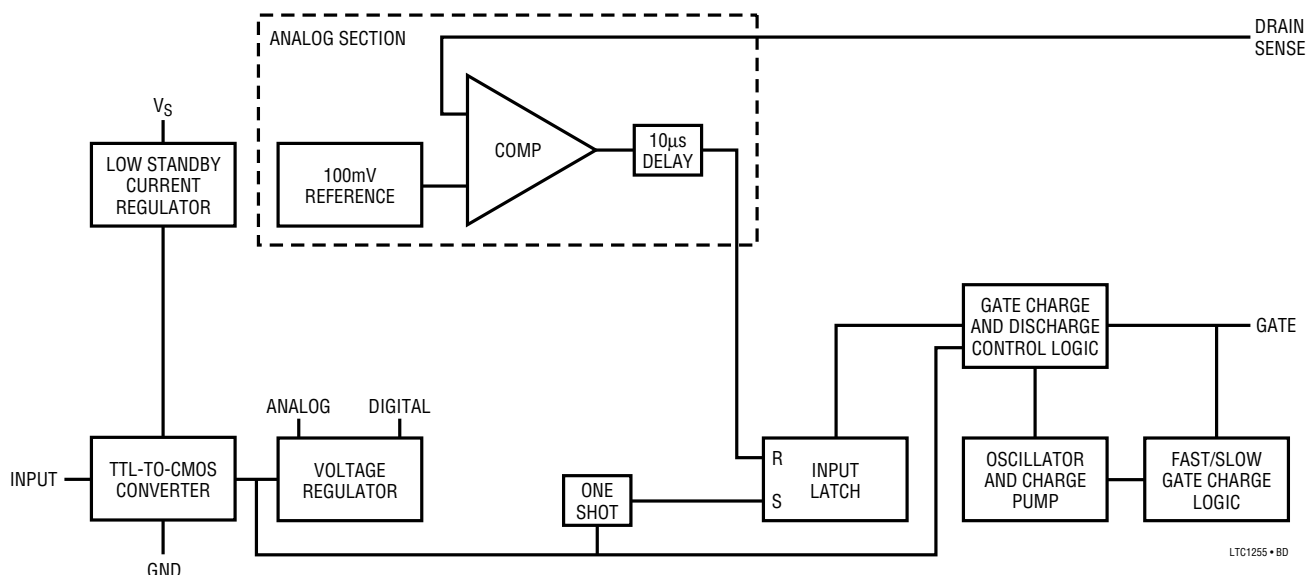 ANALOG SECTION
DRAIN
SENSE
V_S
LOW STANDBY
CURRENT
REGULATOR
100mV
REFERENCE
COMP
10µs
DELAY
GATE CHARGE
AND DISCHARGE
CONTROL LOGIC
GATE
ANALOG
DIGITAL
INPUT
TTL-TO-CMOS
CONVERTER
VOLTAGE
REGULATOR
GND
ONE
SHOT
R
S
INPUT
LATCH
OSCILLATOR
AND CHARGE
PUMP
FAST/SLOW
GATE CHARGE
LOGIC
LTC1255 • BD